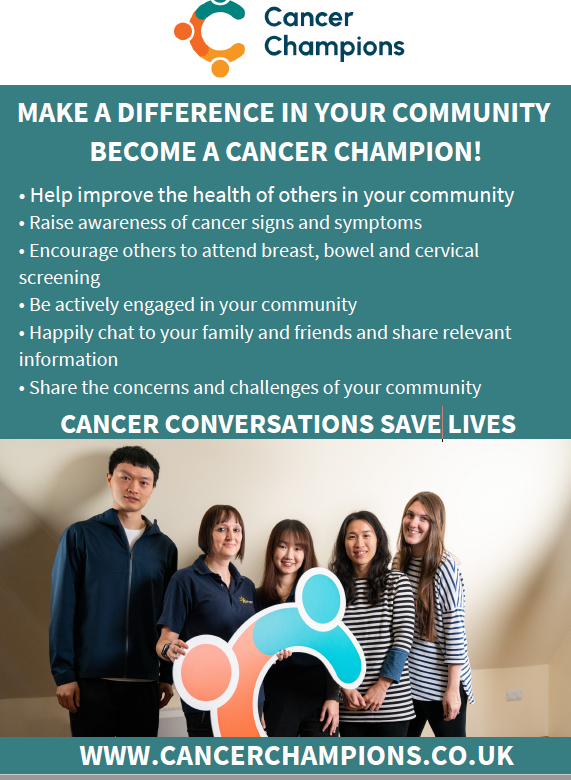 Cancer
Champions
MAKE A DIFFERENCE IN YOUR COMMUNITY
BECOME A CANCER CHAMPION!
• Help improve the health of others in your community
• Raise awareness of cancer signs and symptoms
• Encourage others to attend breast, bowel and cervical
screening
• Be actively engaged in your community
• Happily chat to your family and friends and share relevant
information
• Share the concerns and challenges of your community
CANCER CONVERSATIONS SAVE LIVES
WWW.CANCERCHAMPIONS.CO.UK